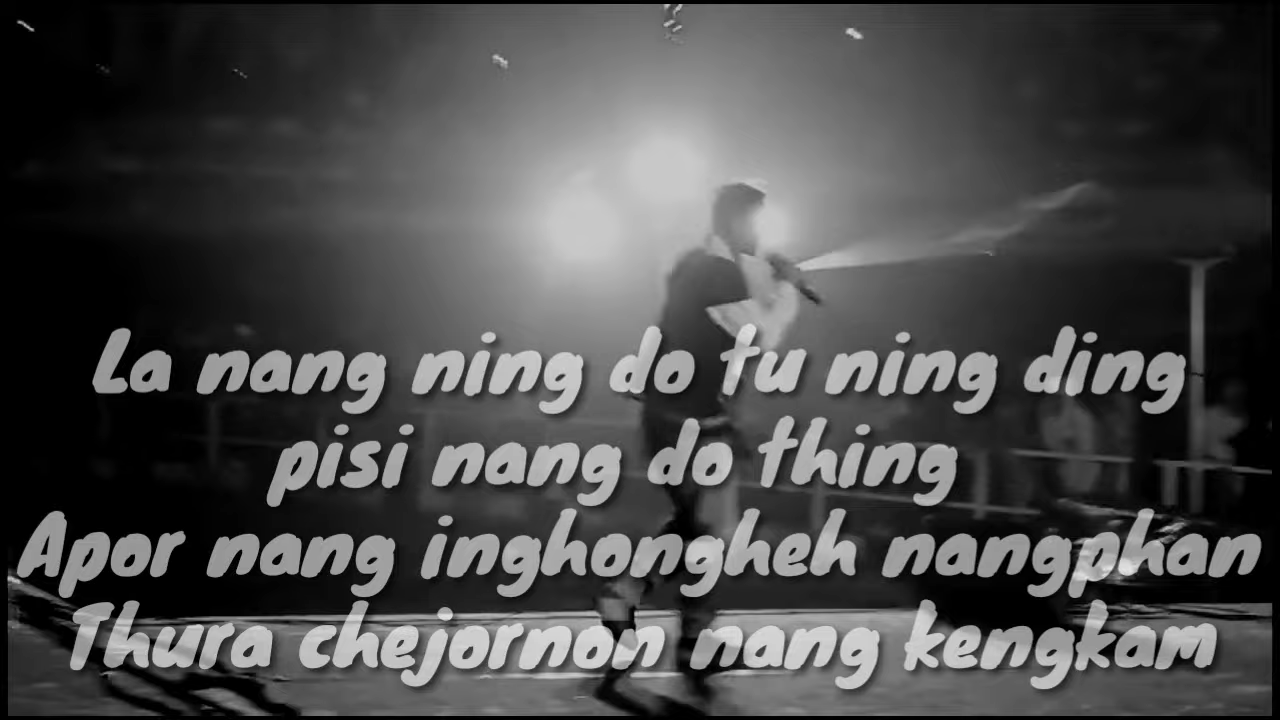 La nang ning do tu ning ding
pisi nang do thing
Apor nang inghongheh nangphan
Thura chejornon nang kengkam